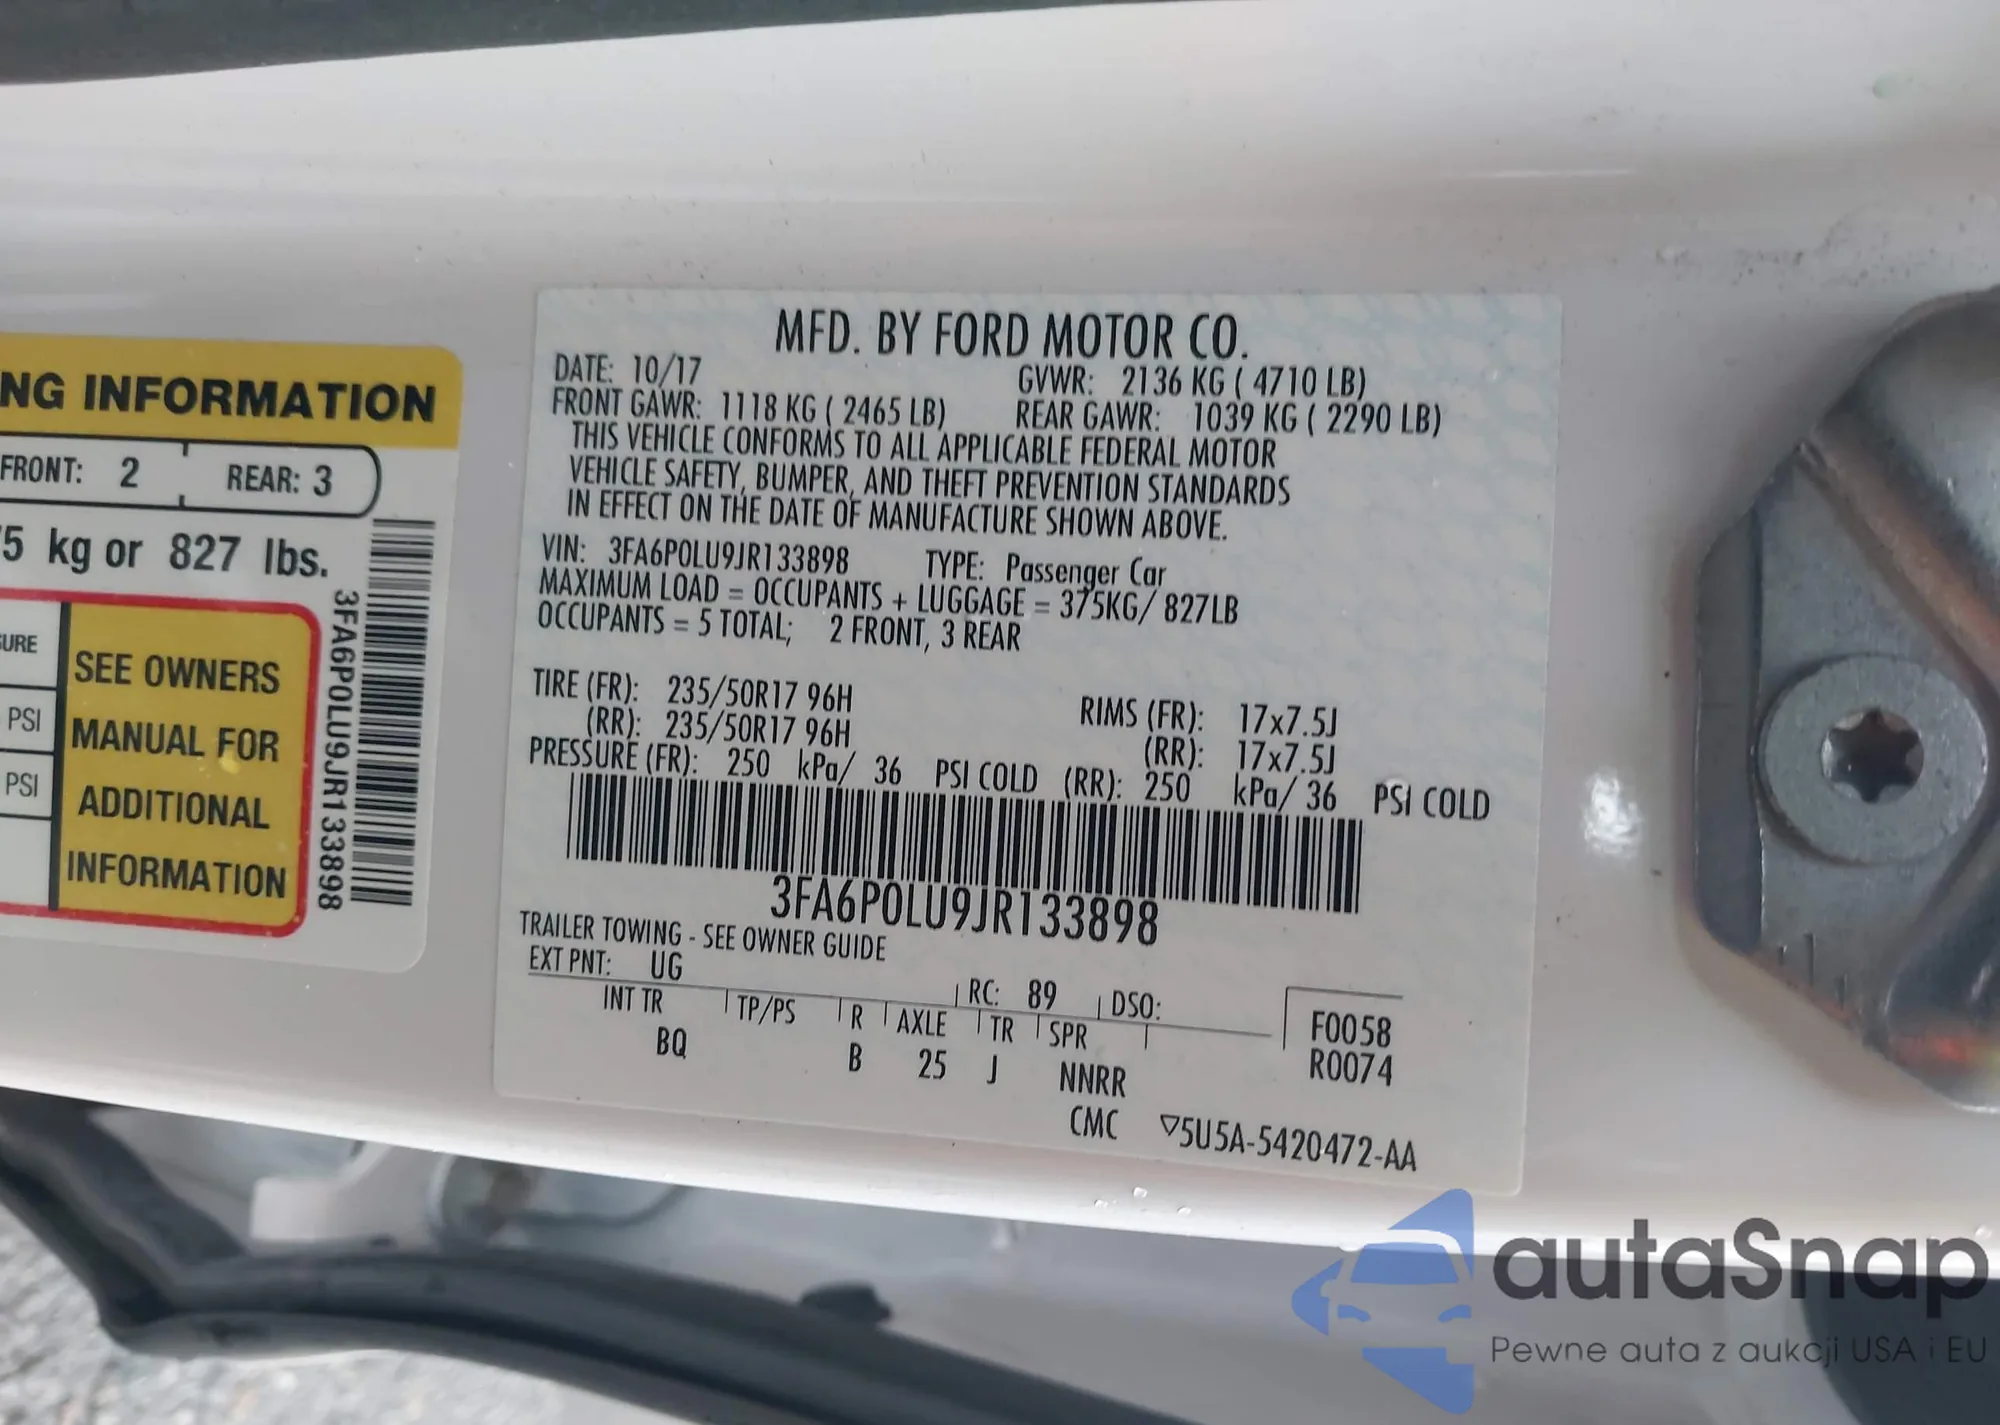 NG INFORMATION
FRONT: 2 REAR: 3
5 kg or 827 lbs.
URE
PSI
PSI
SEE OWNERS
MANUAL FOR
ADDITIONAL
INFORMATION
3FA6P0LU9JR133898
MFD. BY FORD MOTOR CO.
DATE: 10/17 GVWR: 2136 KG ( 4710 LB)
FRONT GAWR: 1118 KG ( 2465 LB) REAR GAWR: 1039 KG ( 2290 LB)
THIS VEHICLE CONFORMS TO ALL APPLICABLE FEDERAL MOTOR
VEHICLE SAFETY, BUMPER, AND THEFT PREVENTION STANDARDS
IN EFFECT ON THE DATE OF MANUFACTURE SHOWN ABOVE.
VIN: 3FA6P0LU9JR133898 TYPE: Passenger Car
MAXIMUM LOAD = OCCUPANTS + LUGGAGE = 375KG/ 827LB
OCCUPANTS = 5 TOTAL; 2 FRONT, 3 REAR
TIRE (FR): 235/50R17 96H RIMS (FR): 17x7.5J
(RR): 235/50R17 96H (RR): 17x7.5J
PRESSURE (FR): 250 kPa/ 36 PSI COLD (RR): 250 kPa/ 36 PSI COLD
3FA6P0LU9JR133898
TRAILER TOWING - SEE OWNER GUIDE
EXT PNT: UG RC: 89 DSO:
INT TR TP/PS R AXLE TR SPR F0058
BQ B 25 J NNRR R0074
CMC ▽5U5A-5420472-AA
autaSnap
Pewne auta z aukcji USA i EU